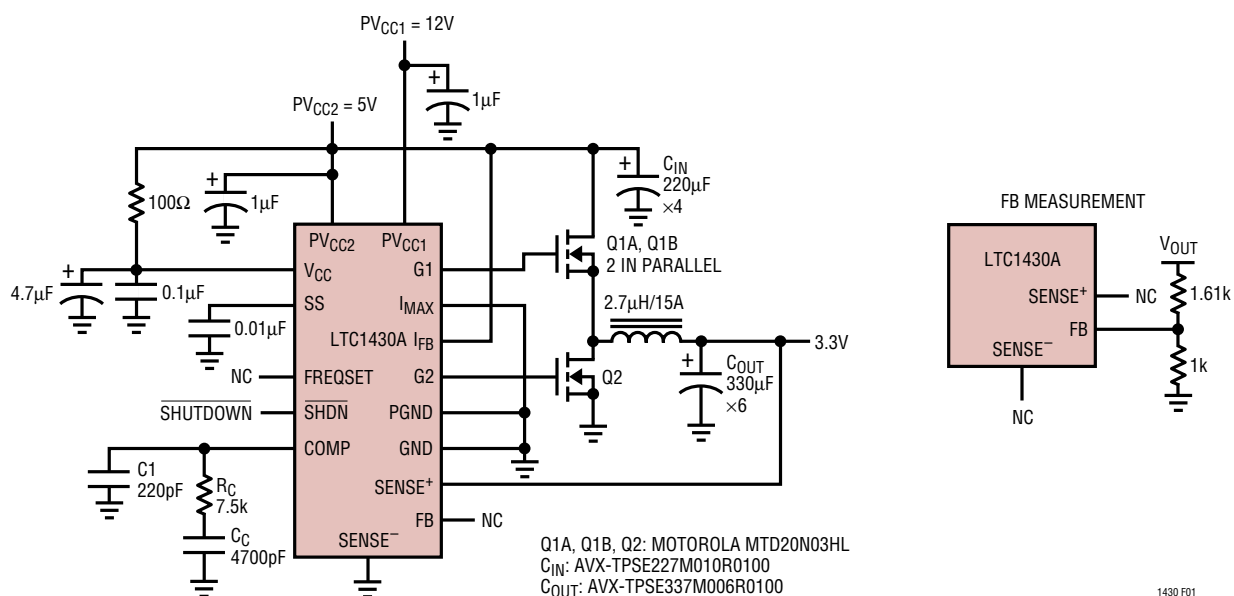 PVCC1 = 12V
1µF
PVCC2 = 5V
100Ω
1µF
CIN
220µF
×4
PVCC2
PVCC1
Q1A, Q1B
2 IN PARALLEL
VCC
G1
4.7µF
0.1µF
SS
IMAX
2.7µH/15A
0.01µF
LTC1430A
IFB
3.3V
NC
FREQSET
G2
Q2
COUT
330µF
×6
SHUTDOWN
SHDN
PGND
COMP
GND
C1
220pF
RC
7.5k
SENSE+
FB
NC
CC
4700pF
SENSE–
Q1A, Q1B, Q2: MOTOROLA MTD20N03HL
CIN: AVX-TPSE227M010R0100
COUT: AVX-TPSE337M006R0100
FB MEASUREMENT
VOUT
LTC1430A
1.61k
SENSE+
NC
FB
SENSE–
1k
NC
1430 F01